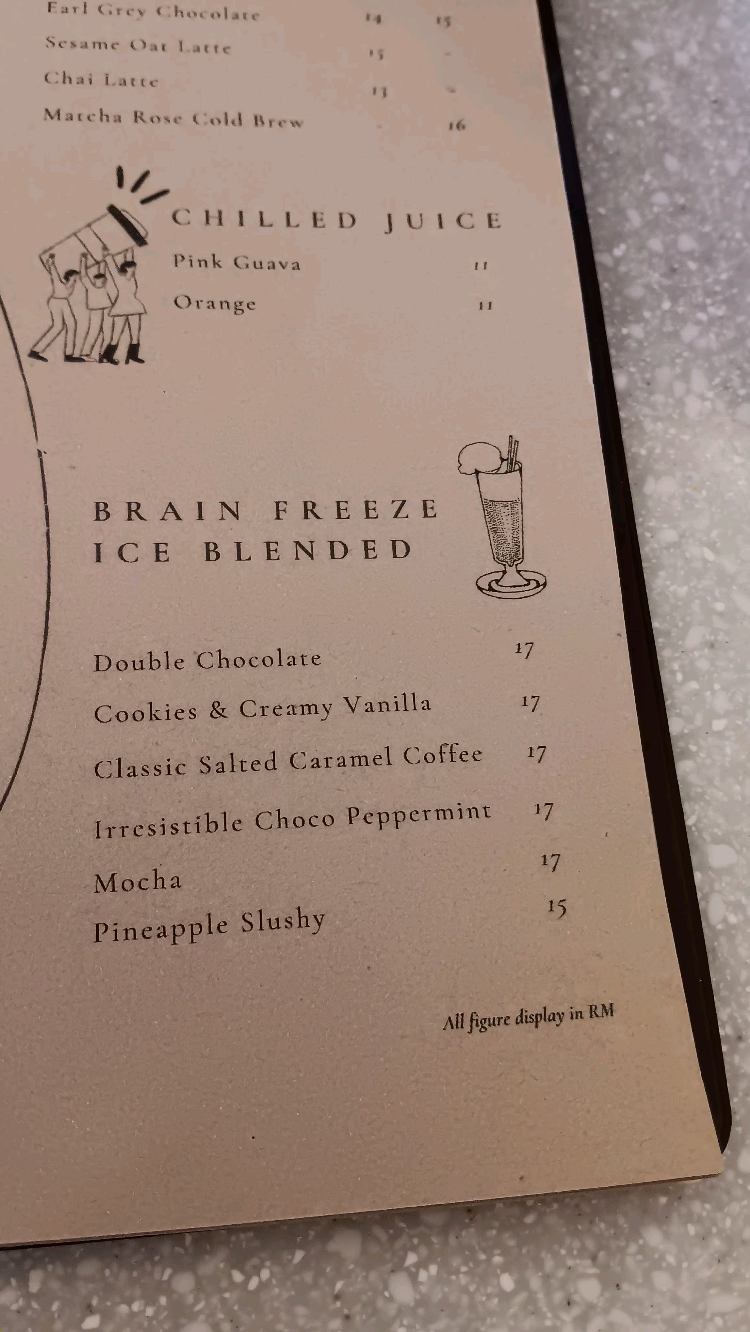 Earl Grey Chocolate 14 15
Sesame Oat Latte 15 -
Chai Latte 13 -
Matcha Rose Cold Brew - 16
CHILLED JUICE
Pink Guava 11
Orange 11
BRAIN FREEZE
ICE BLENDED
Double Chocolate 17
Cookies & Creamy Vanilla 17
Classic Salted Caramel Coffee 17
Irresistible Choco Peppermint 17
Mocha 17
Pineapple Slushy 15
All figure display in RM